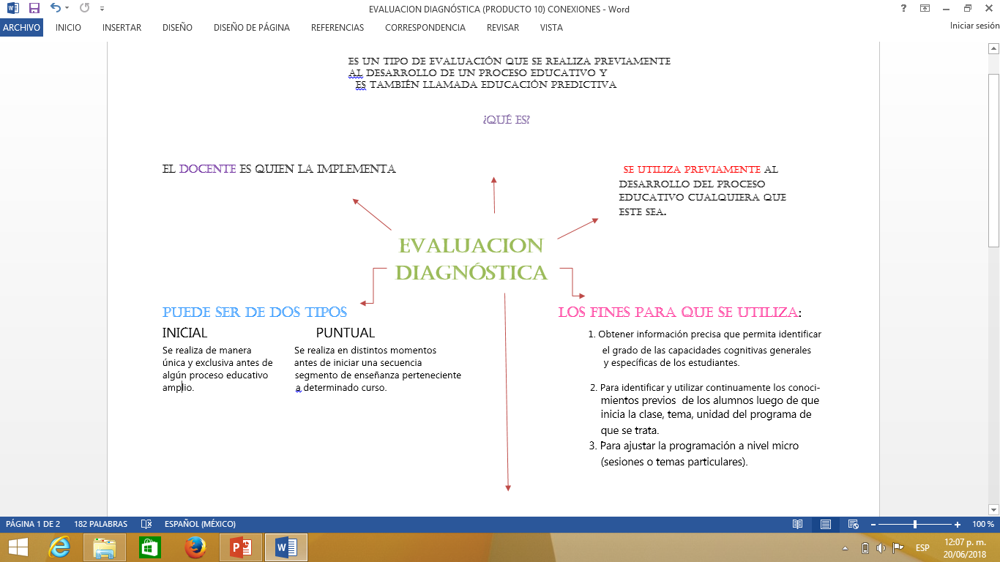 EVALUACION DIAGNÓSTICA (PRODUCTO 10) CONEXIONES - Word
ARCHIVO INICIO INSERTAR DISEÑO DISEÑO DE PÁGINA REFERENCIAS CORRESPONDENCIA REVISAR VISTA Iniciar sesión
ES UN TIPO DE EVALUACIÓN QUE SE REALIZA PREVIAMENTE
AL DESARROLLO DE UN PROCESO EDUCATIVO Y
ES TAMBIÉN LLAMADA EDUCACIÓN PREDICTIVA
¿QUÉ ES?
EL DOCENTE ES QUIEN LA IMPLEMENTA
SE UTILIZA PREVIAMENTE AL
DESARROLLO DEL PROCESO
EDUCATIVO CUALQUIERA QUE
ESTE SEA.
EVALUACION
DIAGNÓSTICA
PUEDE SER DE DOS TIPOS
INICIAL PUNTUAL
Se realiza de manera
única y exclusiva antes de
algún proceso educativo
amplio.
Se realiza en distintos momentos
antes de iniciar una secuencia
segmento de enseñanza perteneciente
a determinado curso.
LOS FINES PARA QUE SE UTILIZA:
1. Obtener información precisa que permita identificar
el grado de las capacidades cognitivas generales
y específicas de los estudiantes.
2. Para identificar y utilizar continuamente los conoci-
mientos previos de los alumnos luego de que
inicia la clase, tema, unidad del programa de
que se trata.
3. Para ajustar la programación a nivel micro
(sesiones o temas particulares).
PÁGINA 1 DE 2 182 PALABRAS ESPAÑOL (MÉXICO) 100 %
ESP 12:07 p. m.
20/06/2018